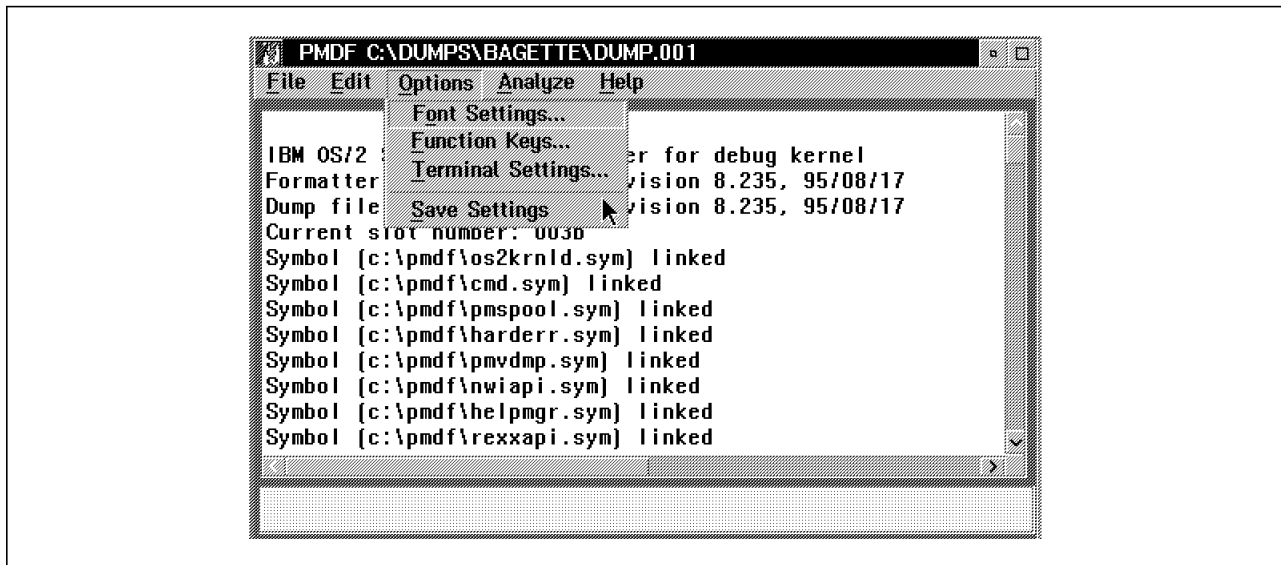 PMDF C:\DUMPS\BAGETTE\DUMP.001
File Edit Options Analyze Help
Font Settings...
Function Keys...
Terminal Settings...
Save Settings
IBM OS/2 er for debug kernel
Formatter vision 8.235, 95/08/17
Dump file vision 8.235, 95/08/17
Current slot number: 003b
Symbol (c:\pmdf\os2krnld.sym) linked
Symbol (c:\pmdf\cmd.sym) linked
Symbol (c:\pmdf\pmspool.sym) linked
Symbol (c:\pmdf\harderr.sym) linked
Symbol (c:\pmdf\pmvdmp.sym) linked
Symbol (c:\pmdf\nwiapi.sym) linked
Symbol (c:\pmdf\helpmgr.sym) linked
Symbol (c:\pmdf\rexxapi.sym) linked